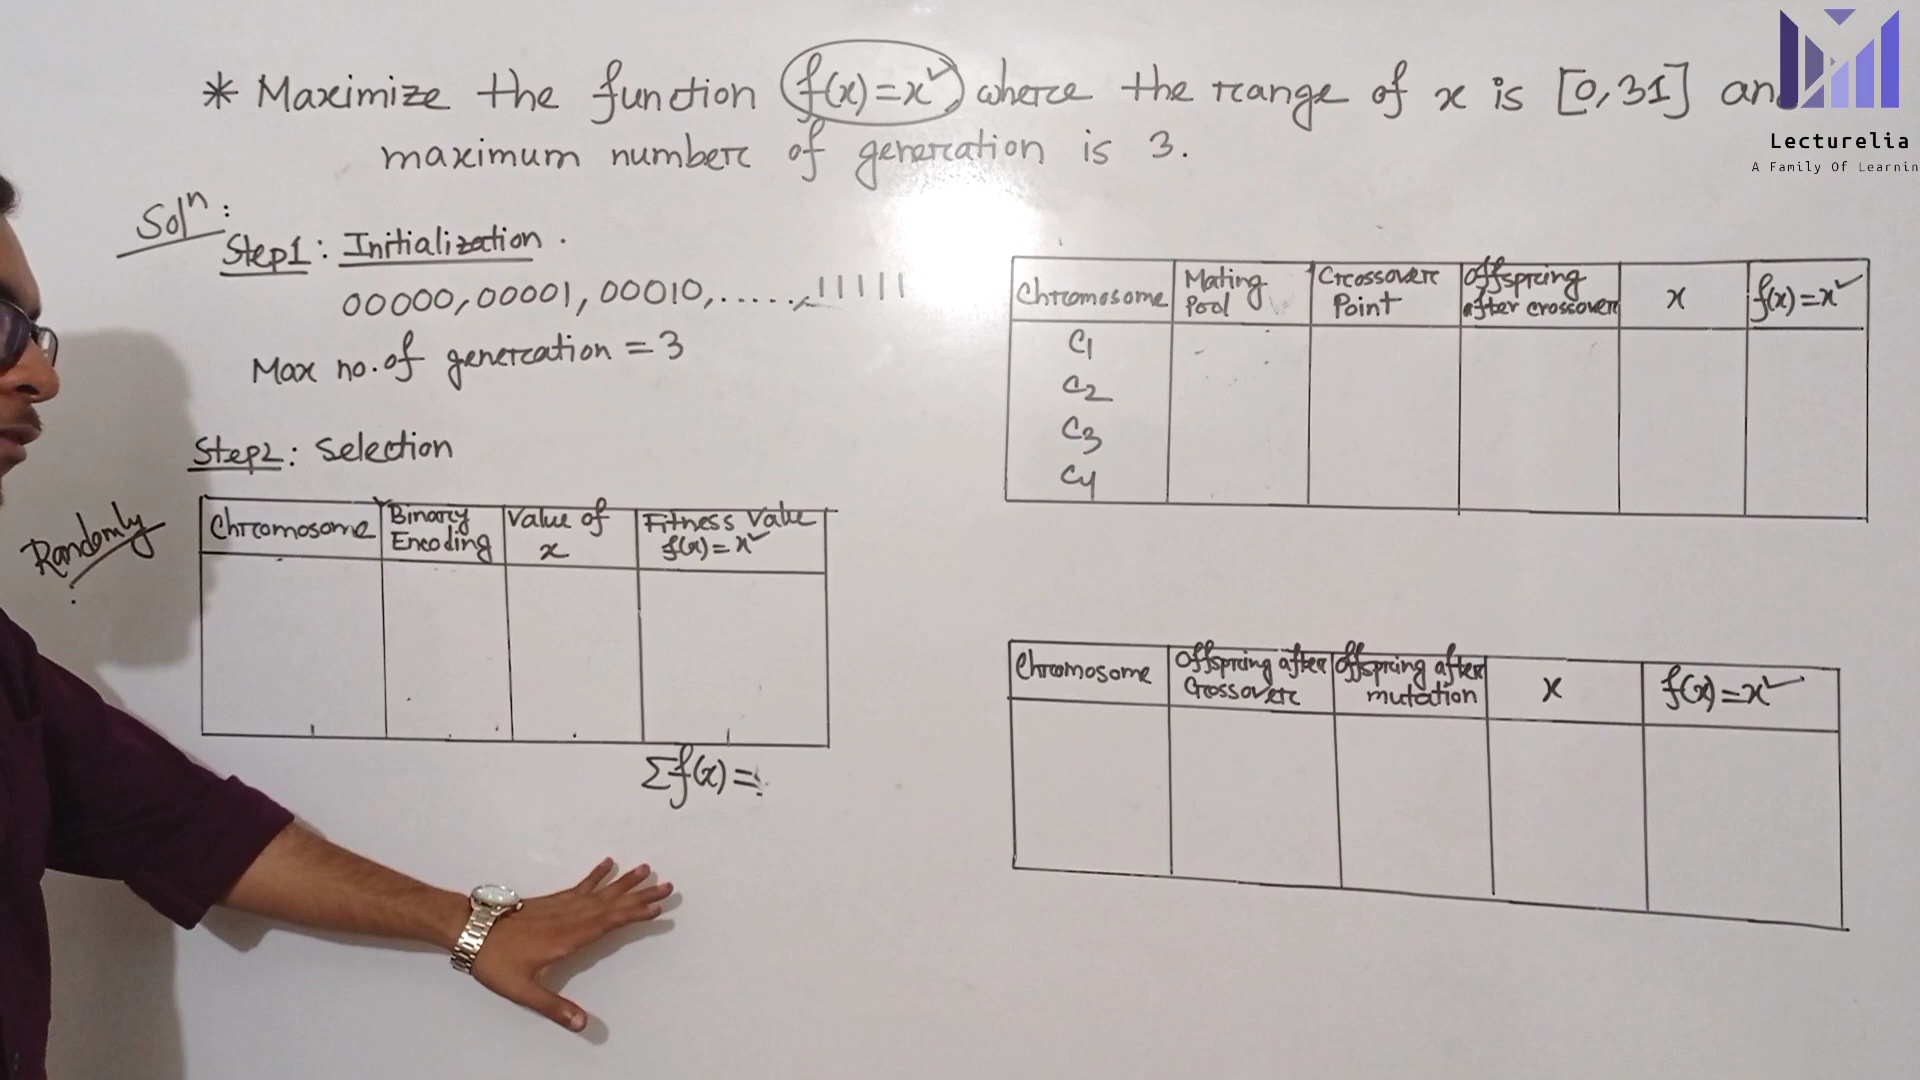 * Maximize the function f(x)=x², where the range of x is [0,31] an
maximum number of generation is 3.
Lecturelia
A Family Of Learnin
Solⁿ:
Step1: Initialization.
00000, 00001, 00010, ....., 11111
Max no. of generation = 3
Step2: Selection
Randomly
Chromosome Binary Encoding Value of x Fitness Value f(x)=x²
Σf(x)=
Chromosome Mating Pool Crossover Point Offspring after crossover x f(x)=x²
C1
C2
C3
C4
Chromosome Offspring after Crossover Offspring after mutation x f(x)=x²